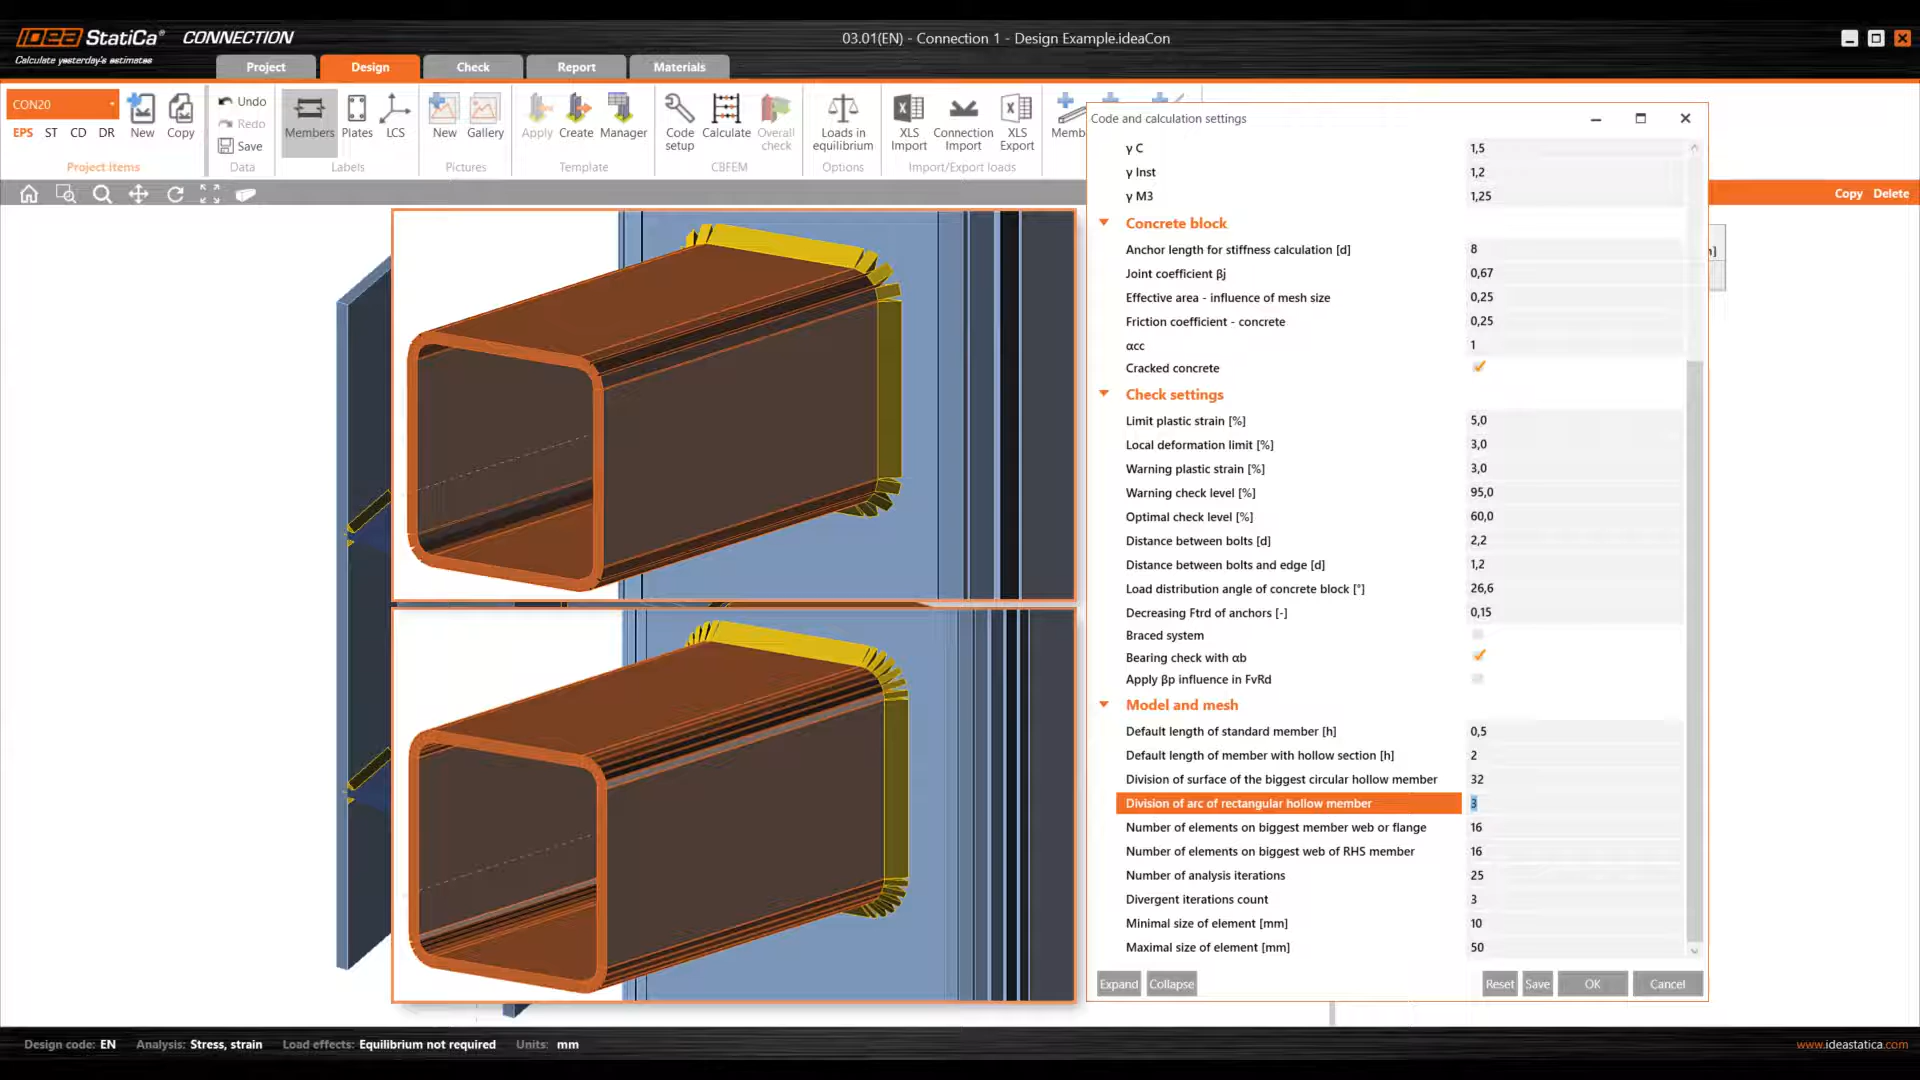 IDEA StatiCa® CONNECTION
Calculate yesterday's estimates
03.01(EN) - Connection 1 - Design Example.ideaCon
Project
Design
Check
Report
Materials
CON20
EPS ST CD DR
New
Copy
Project items
Undo
Redo
Save
Data
Members
Plates
LCS
Labels
New
Gallery
Pictures
Apply
Create
Manager
Template
Code setup
Calculate
Overall check
CBFEM
Loads in equilibrium
Options
XLS Import
Connection Import
XLS Export
Import/Export loads
Memb
Copy Delete
Code and calculation settings
γ C 1,5
γ Inst 1,2
γ M3 1,25
Concrete block
Anchor length for stiffness calculation [d] 8
Joint coefficient βj 0,67
Effective area - influence of mesh size 0,25
Friction coefficient - concrete 0,25
αcc 1
Cracked concrete
Check settings
Limit plastic strain [%] 5,0
Local deformation limit [%] 3,0
Warning plastic strain [%] 3,0
Warning check level [%] 95,0
Optimal check level [%] 60,0
Distance between bolts [d] 2,2
Distance between bolts and edge [d] 1,2
Load distribution angle of concrete block [°] 26,6
Decreasing Ftrd of anchors [-] 0,15
Braced system
Bearing check with αb
Apply βp influence in FvRd
Model and mesh
Default length of standard member [h] 0,5
Default length of member with hollow section [h] 2
Division of surface of the biggest circular hollow member 32
Division of arc of rectangular hollow member 3
Number of elements on biggest member web or flange 16
Number of elements on biggest web of RHS member 16
Number of analysis iterations 25
Divergent iterations count 3
Minimal size of element [mm] 10
Maximal size of element [mm] 50
Expand
Collapse
Reset
Save
OK
Cancel
Design code: EN Analysis: Stress, strain Load effects: Equilibrium not required Units: mm
www.ideastatica.com